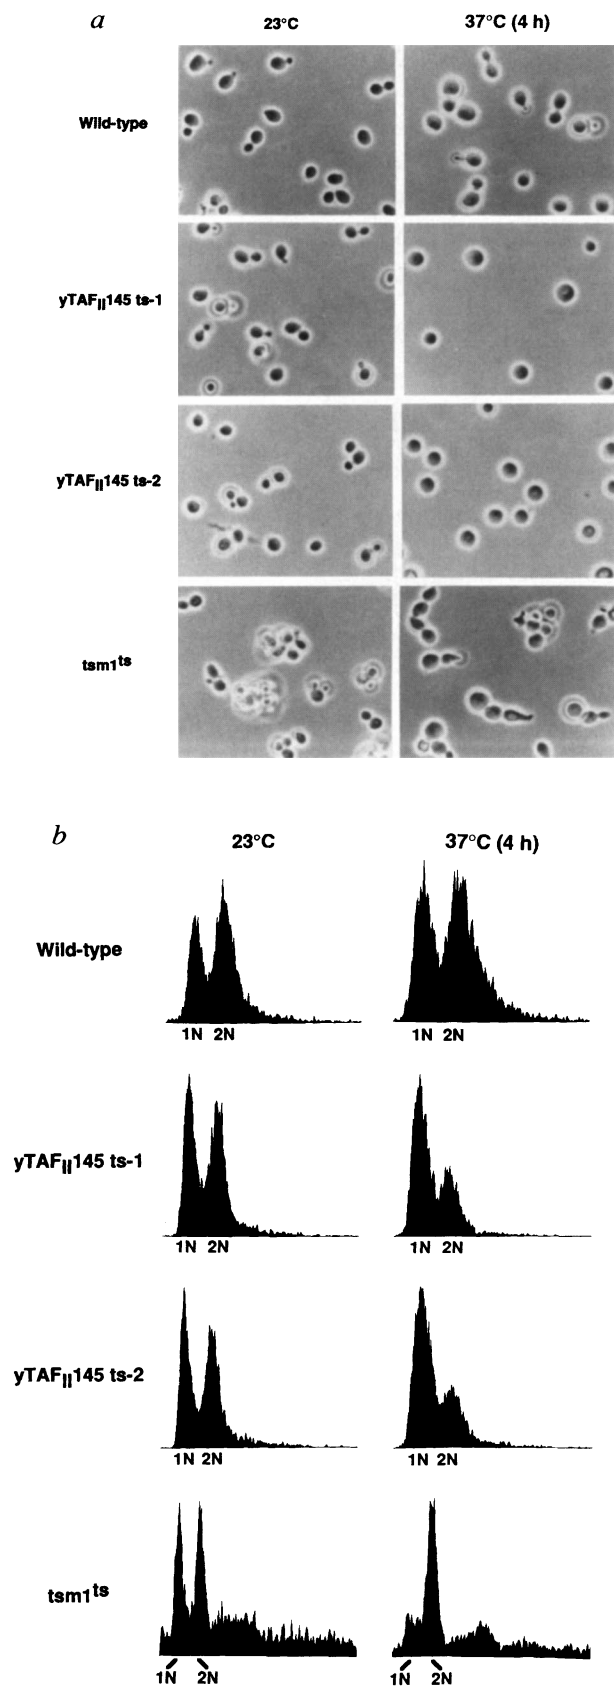 a
23°C 37°C (4 h)
Wild-type
yTAFII145 ts-1
yTAFII145 ts-2
tsm1ts
b
23°C 37°C (4 h)
Wild-type
1N 2N 1N 2N
yTAFII145 ts-1
1N 2N 1N 2N
yTAFII145 ts-2
1N 2N 1N 2N
tsm1ts
1N 2N 1N 2N